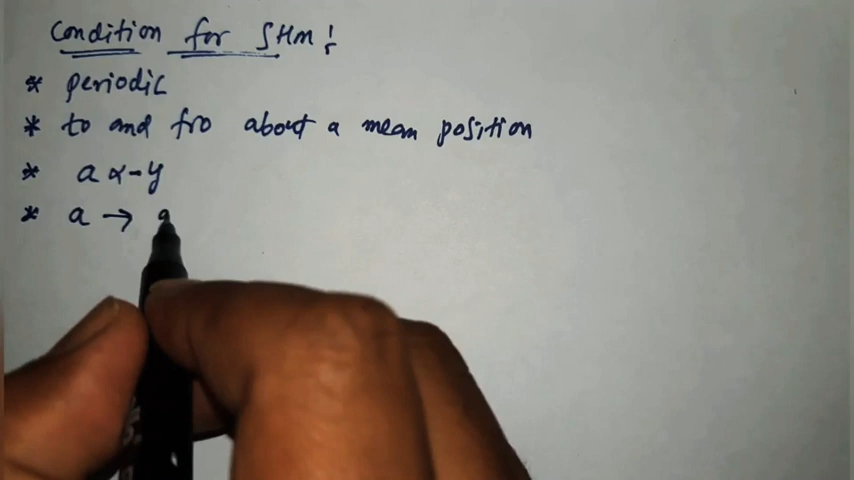 Condition for SHM:
* periodic
* to and fro about a mean position
* a ∝ -y
* a →